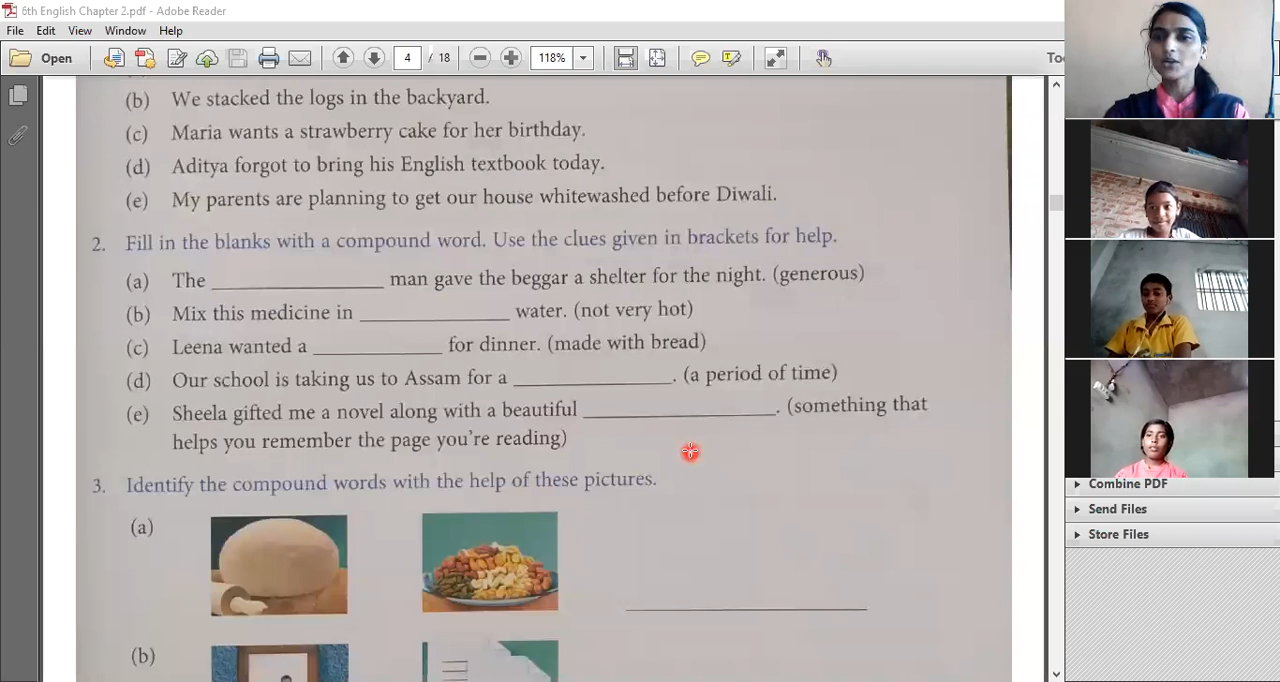 6th English Chapter 2.pdf - Adobe Reader
File Edit View Window Help
Open 4 / 18 118%
(b) We stacked the logs in the backyard.
(c) Maria wants a strawberry cake for her birthday.
(d) Aditya forgot to bring his English textbook today.
(e) My parents are planning to get our house whitewashed before Diwali.
2. Fill in the blanks with a compound word. Use the clues given in brackets for help.
(a) The ________________ man gave the beggar a shelter for the night. (generous)
(b) Mix this medicine in ______________ water. (not very hot)
(c) Leena wanted a ____________ for dinner. (made with bread)
(d) Our school is taking us to Assam for a _______________. (a period of time)
(e) Sheela gifted me a novel along with a beautiful __________________. (something that
helps you remember the page you're reading)
3. Identify the compound words with the help of these pictures.
(a)
(b)
Combine PDF
Send Files
Store Files